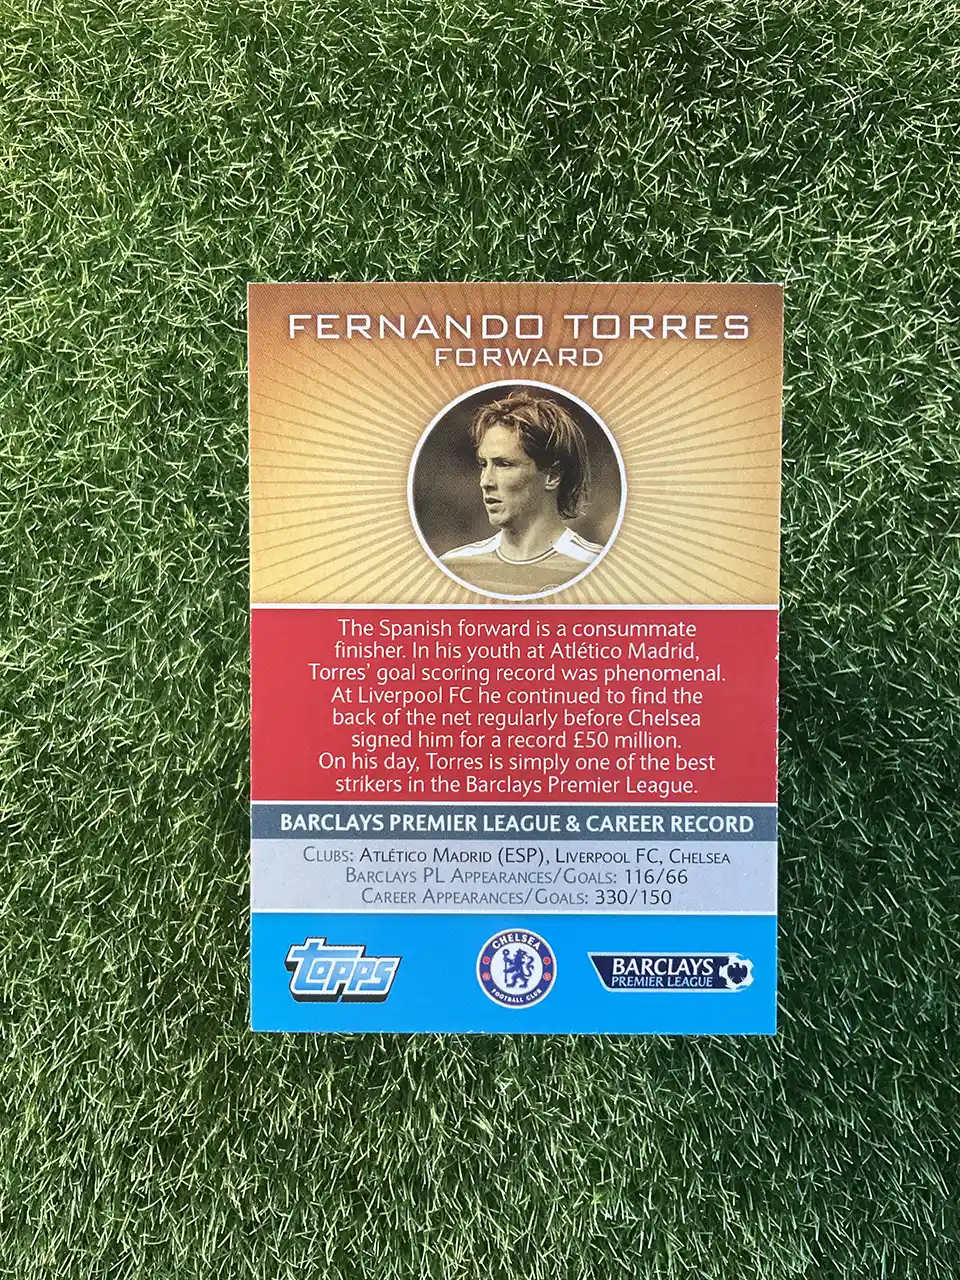 FERNANDO TORRES
FORWARD
The Spanish forward is a consummate
finisher. In his youth at Atlético Madrid,
Torres’ goal scoring record was phenomenal.
At Liverpool FC he continued to find the
back of the net regularly before Chelsea
signed him for a record £50 million.
On his day, Torres is simply one of the best
strikers in the Barclays Premier League.
BARCLAYS PREMIER LEAGUE & CAREER RECORD
CLUBS: ATLÉTICO MADRID (ESP), LIVERPOOL FC, CHELSEA
BARCLAYS PL APPEARANCES/GOALS: 116/66
CAREER APPEARANCES/GOALS: 330/150
topps
CHELSEA
FOOTBALL CLUB
BARCLAYS
PREMIER LEAGUE